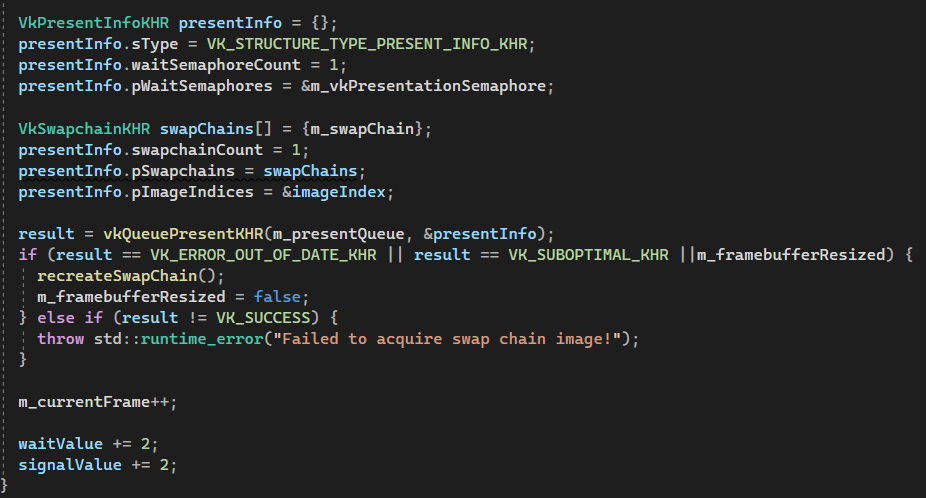 VkPresentInfoKHR presentInfo = {};
presentInfo.sType = VK_STRUCTURE_TYPE_PRESENT_INFO_KHR;
presentInfo.waitSemaphoreCount = 1;
presentInfo.pWaitSemaphores = &m_vkPresentationSemaphore;
VkSwapchainKHR swapChains[] = {m_swapChain};
presentInfo.swapchainCount = 1;
presentInfo.pSwapchains = swapChains;
presentInfo.pImageIndices = &imageIndex;
result = vkQueuePresentKHR(m_presentQueue, &presentInfo);
if (result == VK_ERROR_OUT_OF_DATE_KHR || result == VK_SUBOPTIMAL_KHR ||m_framebufferResized) {
recreateSwapChain();
m_framebufferResized = false;
} else if (result != VK_SUCCESS) {
throw std::runtime_error("Failed to acquire swap chain image!");
}
m_currentFrame++;
waitValue += 2;
signalValue += 2;
}